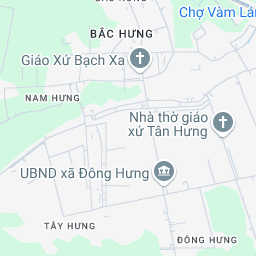 BẮC HƯNG
Chợ Vàm Lán
Giáo Xứ Bạch Xa
NAM HƯNG
Nhà thờ giáo
xứ Tân Hưng
UBND xã Đông Hưng
TÂY HƯNG
ĐÔNG HƯNG